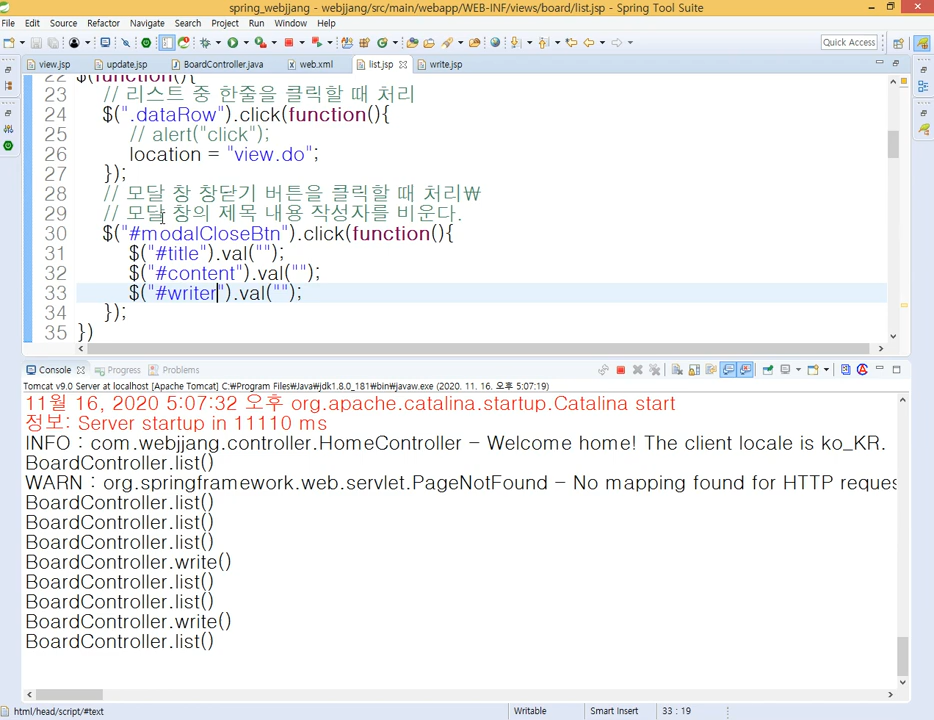 spring_webjjang - webjjang/src/main/webapp/WEB-INF/views/board/list.jsp - Spring Tool Suite
File Edit Source Refactor Navigate Search Project Run Window Help
Quick Access
view.jsp update.jsp BoardController.java web.xml list.jsp write.jsp
22 $(function(){
23 // 리스트 중 한줄을 클릭할 때 처리
24 $(".dataRow").click(function(){
25 // alert("click");
26 location = "view.do";
27 });
28 // 모달 창 창닫기 버튼을 클릭할 때 처리₩
29 // 모달 창의 제목 내용 작성자를 비운다.
30 $("#modalCloseBtn").click(function(){
31 $("#title").val("");
32 $("#content").val("");
33 $("#writer").val("");
34 });
35 })
Console Progress Problems
Tomcat v9.0 Server at localhost [Apache Tomcat] C:₩Program Files₩Java₩jdk1.8.0_181₩bin₩javaw.exe (2020. 11. 16. 오후 5:07:19)
11월 16, 2020 5:07:32 오후 org.apache.catalina.startup.Catalina start
정보: Server startup in 11110 ms
INFO : com.webjjang.controller.HomeController - Welcome home! The client locale is ko_KR.
BoardController.list()
WARN : org.springframework.web.servlet.PageNotFound - No mapping found for HTTP reques
BoardController.list()
BoardController.list()
BoardController.list()
BoardController.write()
BoardController.list()
BoardController.list()
BoardController.write()
BoardController.list()
html/head/script/#text Writable Smart Insert 33 : 19